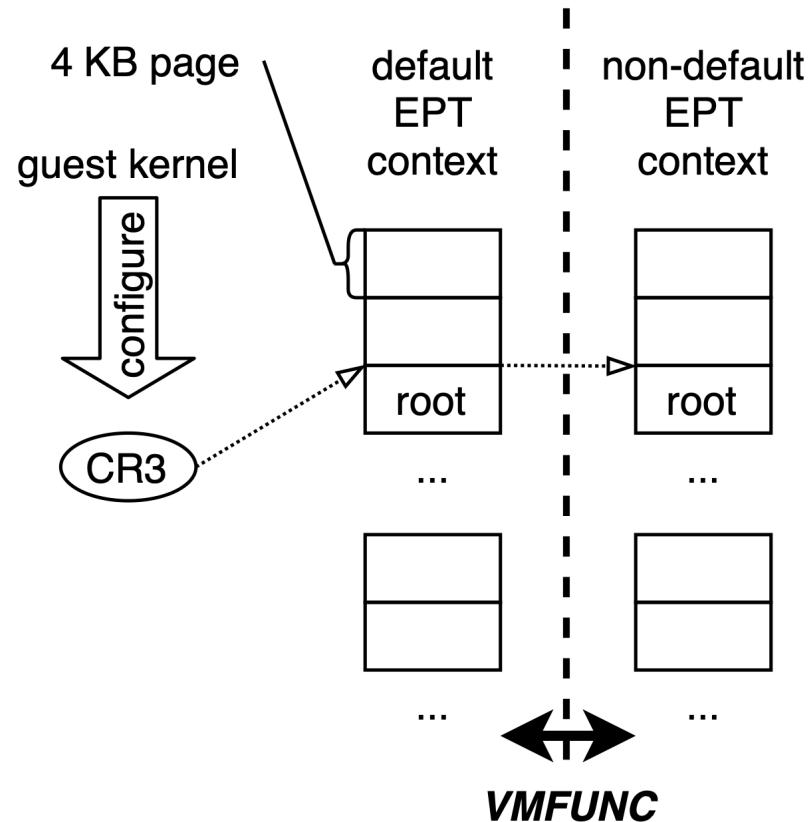 4 KB page
default
EPT
context
non-default
EPT
context
guest kernel
configure
root
root
CR3
...
...
...
...
VMFUNC